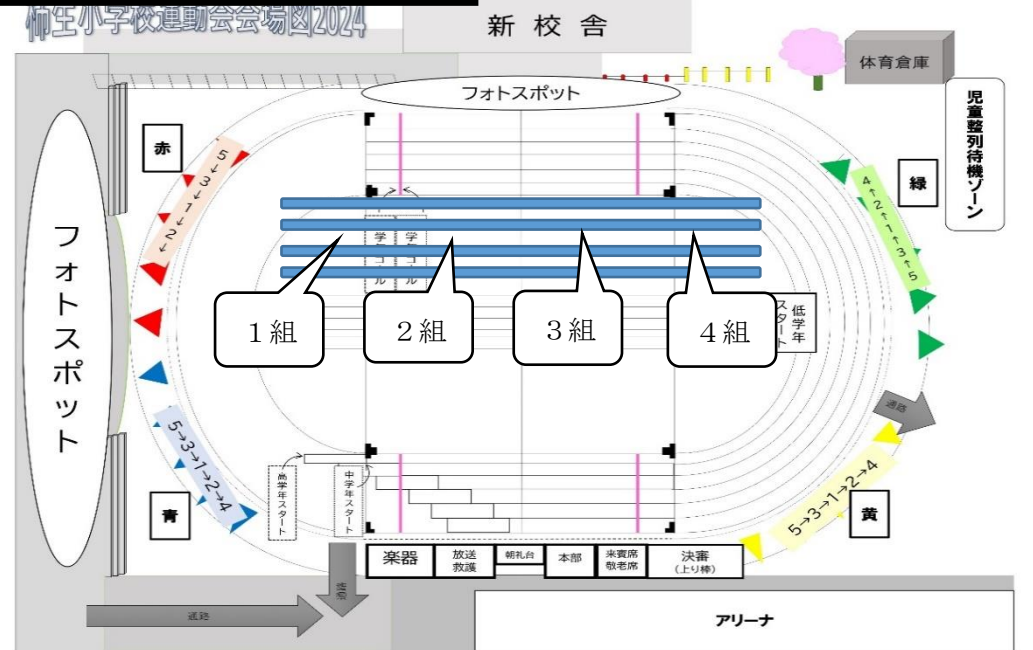 柿生小学校運動会会場図2024
新校舎
体育倉庫
フォトスポット
児童整列待機ゾーン
赤
5→3→1→2→
緑
4←2←1←3←5
フォトスポット
1組
2組
3組
4組
低学年
スタート
通路
5→3→1→2→4
青
高学年スタート
中学年スタート
5→3→1→2→4
黄
楽器
放送
救護
朝礼台
本部
来賓席
敬老席
決審
(上り棒)
通路
アリーナ